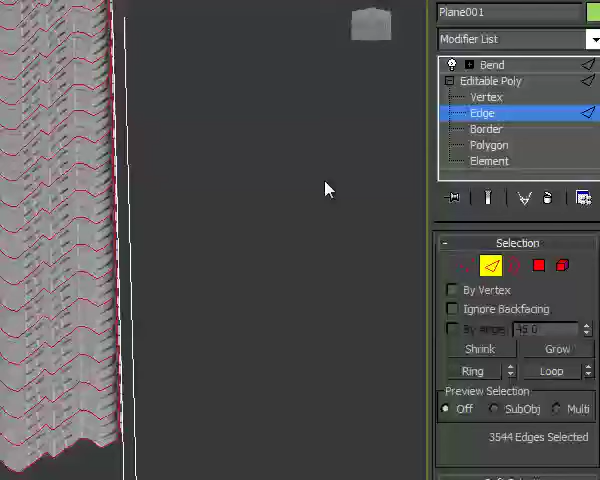 Plane001
Modifier List
Bend
Editable Poly
Vertex
Edge
Border
Polygon
Element
Selection
By Vertex
Ignore Backfacing
By Angle: 45.0
Shrink Grow
Ring Loop
Preview Selection
Off SubObj Multi
3544 Edges Selected